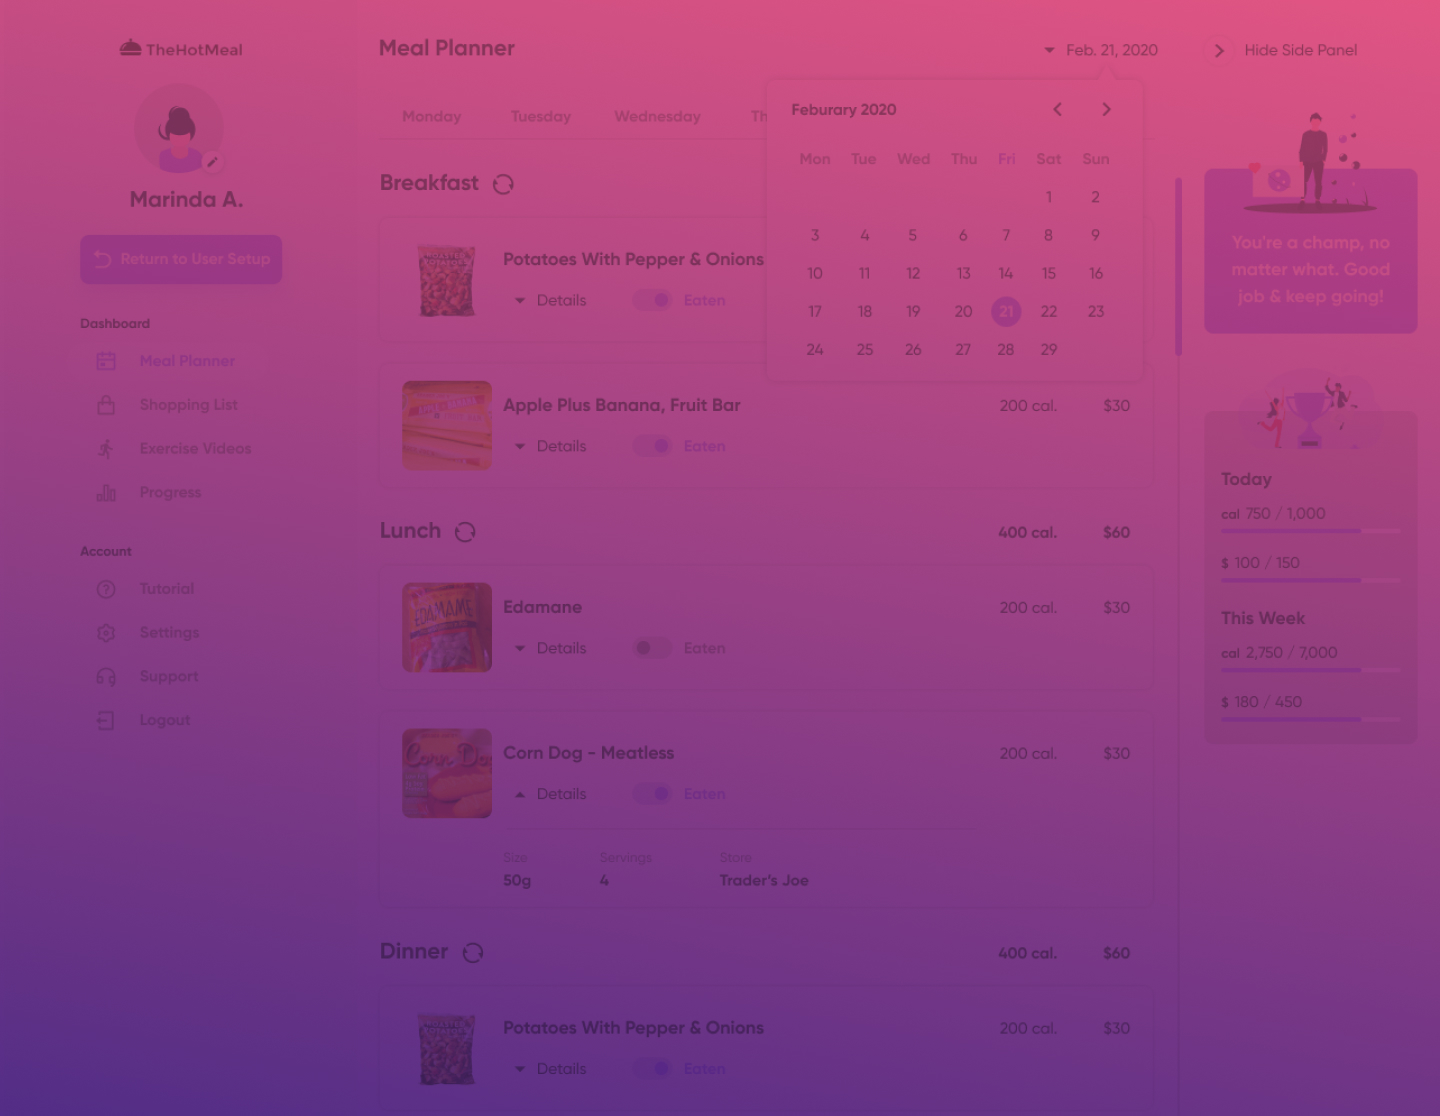 TheHotMeal
Marinda A.
Return to User Setup
Dashboard
Meal Planner
Shopping List
Exercise Videos
Progress
Account
Tutorial
Settings
Support
Logout
Meal Planner
Feb. 21, 2020
Hide Side Panel
Monday Tuesday Wednesday Th
Feburary 2020
Mon Tue Wed Thu Fri Sat Sun
1 2
3 4 5 6 7 8 9
10 11 12 13 14 15 16
17 18 19 20 21 22 23
24 25 26 27 28 29
Breakfast
Potatoes With Pepper & Onions
Details Eaten
Apple Plus Banana, Fruit Bar 200 cal. $30
Details Eaten
Lunch 400 cal. $60
EDAMAME
Edamane 200 cal. $30
Details Eaten
Corn Dog - Meatless 200 cal. $30
Details Eaten
Size Servings Store
50g 4 Trader's Joe
Dinner 400 cal. $60
Potatoes With Pepper & Onions 200 cal. $30
Details Eaten
You're a champ, no
matter what. Good
job & keep going!
Today
cal 750 / 1,000
$ 100 / 150
This Week
cal 2,750 / 7,000
$ 180 / 450